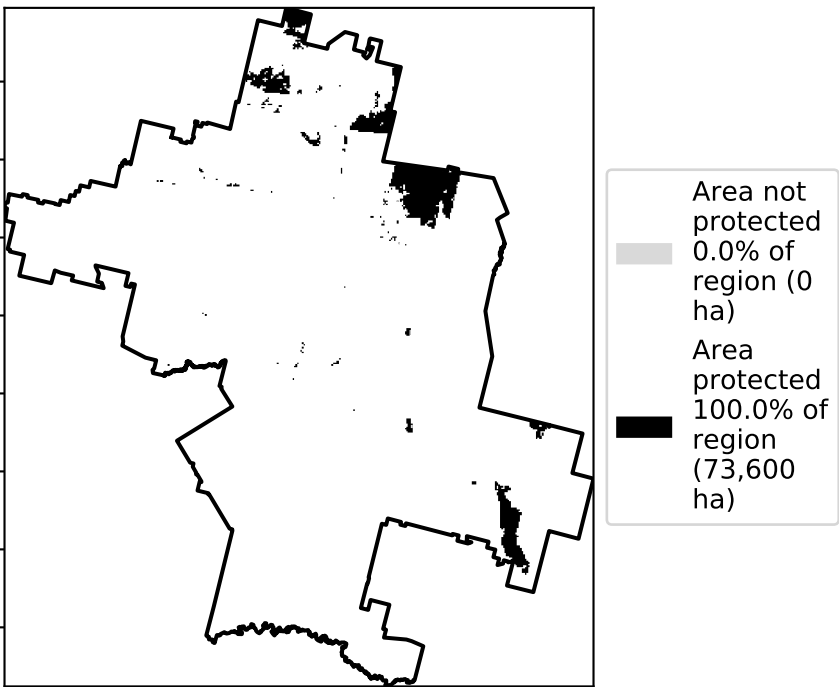 Area not
protected
0.0% of
region (0
ha)
Area
protected
100.0% of
region
(73,600
ha)